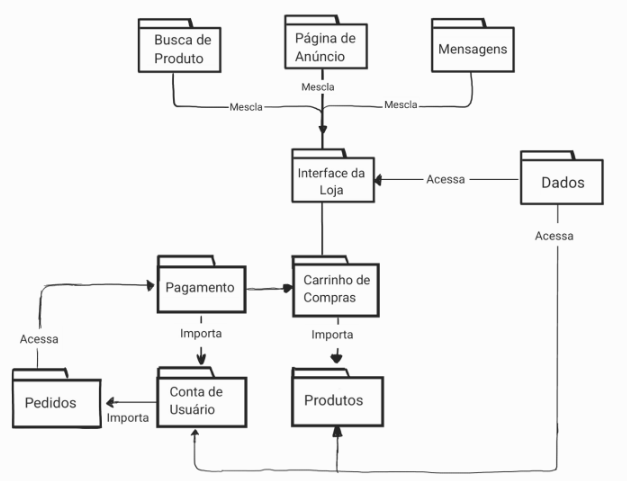 Busca de
Produto
Página de
Anúncio
Mensagens
Mescla
Mescla
Mescla
Interface da
Loja
Acessa
Dados
Acessa
Pagamento
Carrinho de
Compras
Importa
Importa
Acessa
Pedidos
Importa
Conta de
Usuário
Produtos